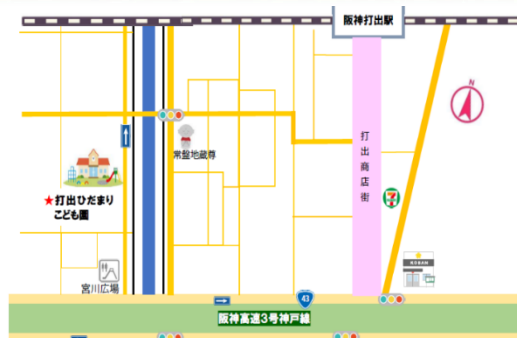 阪神打出駅
N
常盤地蔵尊
打出商店街
7
★打出ひだまり
こども園
宮川広場
43
阪神高速3号神戸線